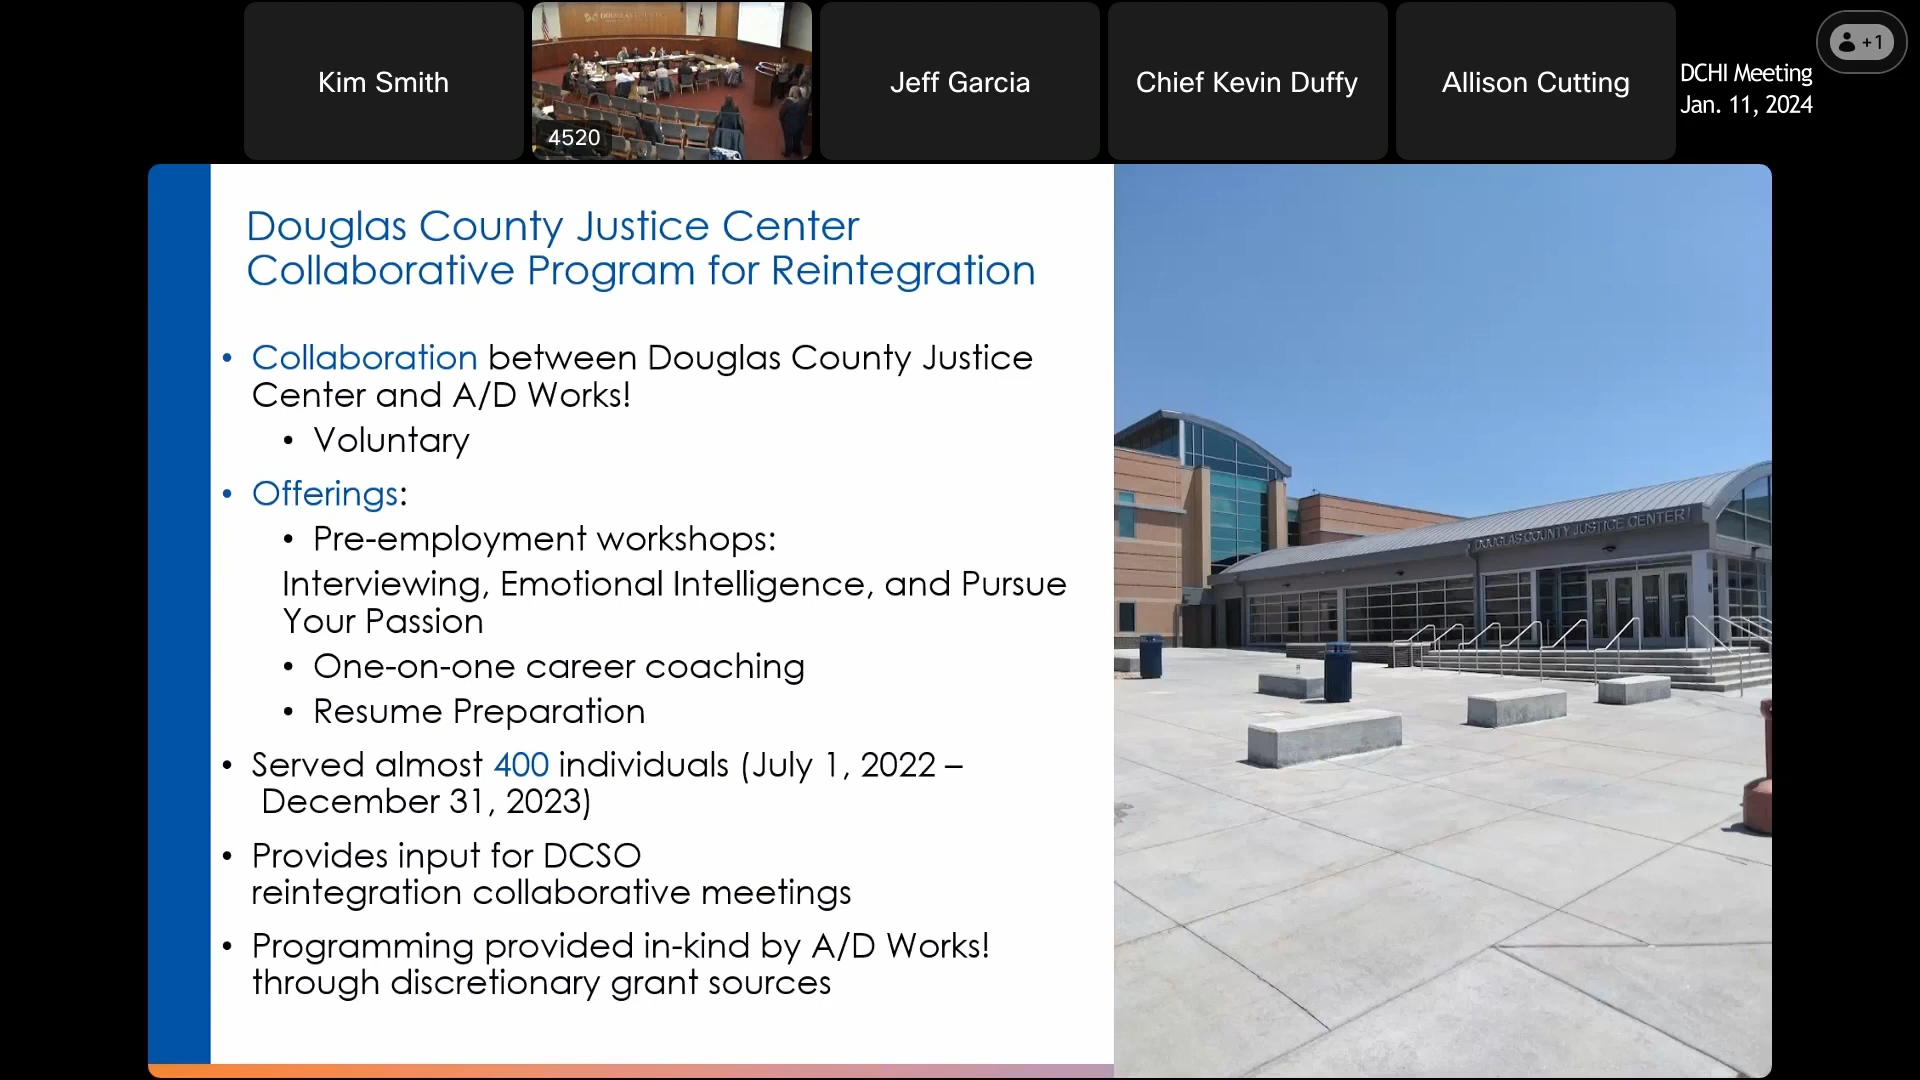 Kim Smith
4520
Jeff Garcia
Chief Kevin Duffy
Allison Cutting
DCHI Meeting
Jan. 11, 2024
+1
Douglas County Justice Center
Collaborative Program for Reintegration
• Collaboration between Douglas County Justice
Center and A/D Works!
• Voluntary
• Offerings:
• Pre-employment workshops:
Interviewing, Emotional Intelligence, and Pursue
Your Passion
• One-on-one career coaching
• Resume Preparation
• Served almost 400 individuals (July 1, 2022 –
December 31, 2023)
• Provides input for DCSO
reintegration collaborative meetings
• Programming provided in-kind by A/D Works!
through discretionary grant sources
DOUGLAS COUNTY JUSTICE CENTER